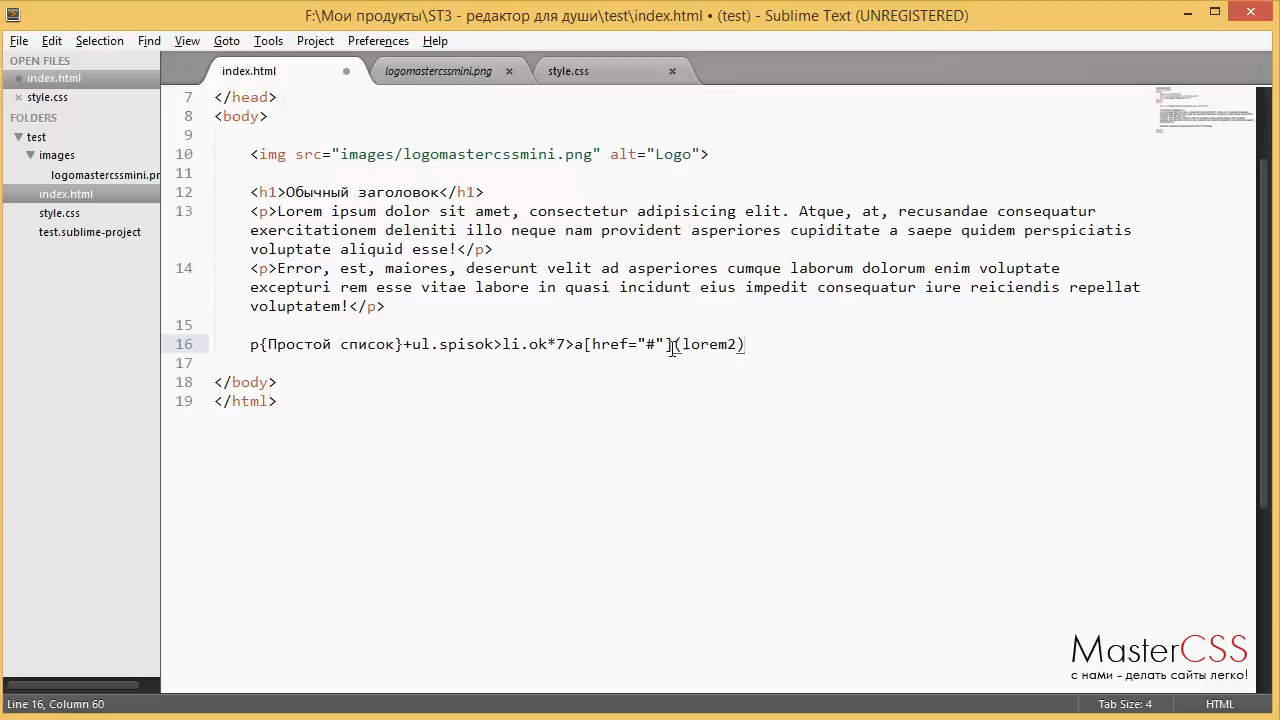 F:\Мои продукты\ST3 - редактор для души\test\index.html • (test) - Sublime Text (UNREGISTERED)
File Edit Selection Find View Goto Tools Project Preferences Help
OPEN FILES
index.html
style.css
FOLDERS
test
images
logomastercssmini.pr
index.html
style.css
test.sublime-project
index.html logomastercssmini.png style.css
7 </head>
8 <body>
9
10 <img src="images/logomastercssmini.png" alt="Logo">
11
12 <h1>Обычный заголовок</h1>
13 <p>Lorem ipsum dolor sit amet, consectetur adipisicing elit. Atque, at, recusandae consequatur
exercitationem deleniti illo neque nam provident asperiores cupiditate a saepe quidem perspiciatis
voluptate aliquid esse!</p>
14 <p>Error, est, maiores, deserunt velit ad asperiores cumque laborum dolorum enim voluptate
excepturi rem esse vitae labore in quasi incidunt eius impedit consequatur iure reiciendis repellat
voluptatem!</p>
15
16 p{Простой список}+ul.spisok>li.ok*7>a[href="#"](lorem2)
17
18 </body>
19 </html>
MasterCSS
с нами - делать сайты легко!
Line 16, Column 60
Tab Size: 4
HTML